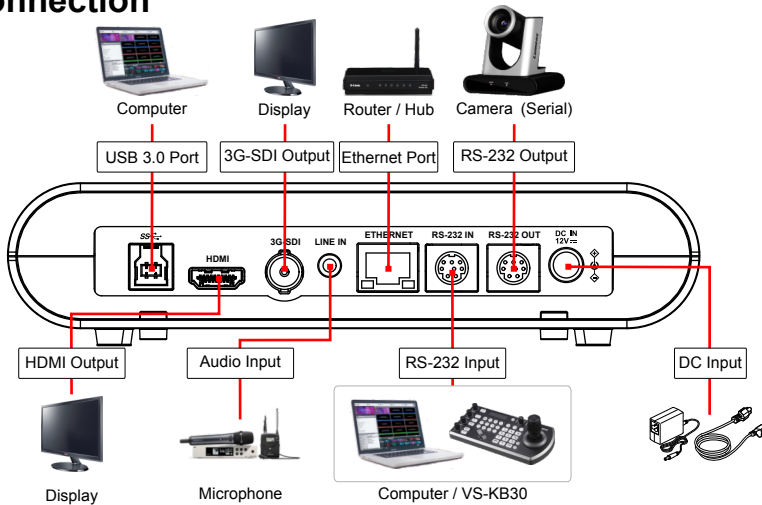 onnection
Computer
Display
Router / Hub
Camera (Serial)
USB 3.0 Port
3G-SDI Output
Ethernet Port
RS-232 Output
SS
HDMI
3G-SDI
LINE IN
ETHERNET
RS-232 IN
RS-232 OUT
DC IN
12V
HDMI Output
Audio Input
RS-232 Input
DC Input
Display
Microphone
Computer / VS-KB30